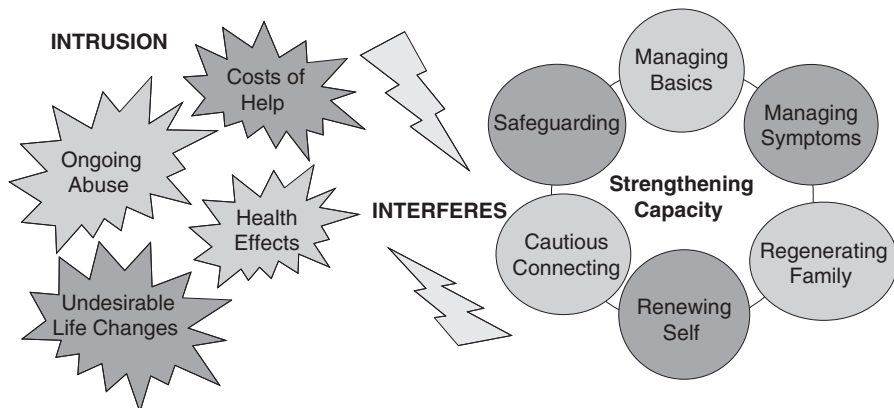 INTRUSION
Costs of
Help
Ongoing
Abuse
Health
Effects
Undesirable
Life Changes
INTERFERES
Managing
Basics
Safeguarding
Managing
Symptoms
Strengthening
Capacity
Cautious
Connecting
Regenerating
Family
Renewing
Self